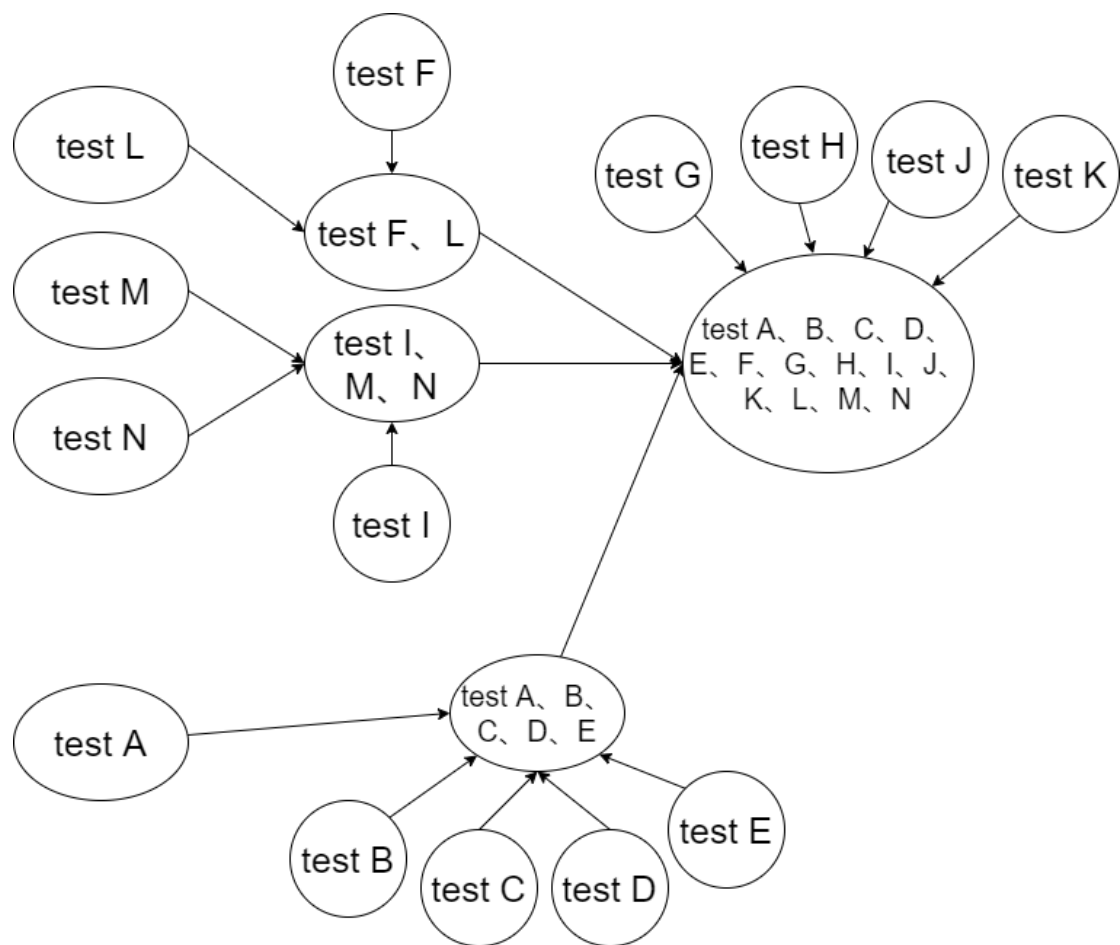 test F
test L
test G
test H
test J
test K
test F、L
test M
test I、
M、N
test A、B、C、D、
E、F、G、H、I、J、
K、L、M、N
test N
test I
test A、B、
C、D、E
test A
test B
test C
test D
test E